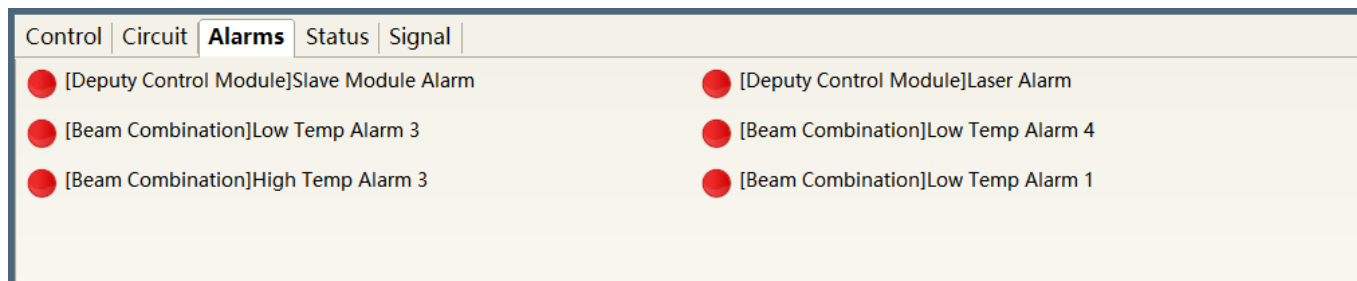 Control Circuit Alarms Status Signal
[Deputy Control Module]Slave Module Alarm [Deputy Control Module]Laser Alarm
[Beam Combination]Low Temp Alarm 3 [Beam Combination]Low Temp Alarm 4
[Beam Combination]High Temp Alarm 3 [Beam Combination]Low Temp Alarm 1